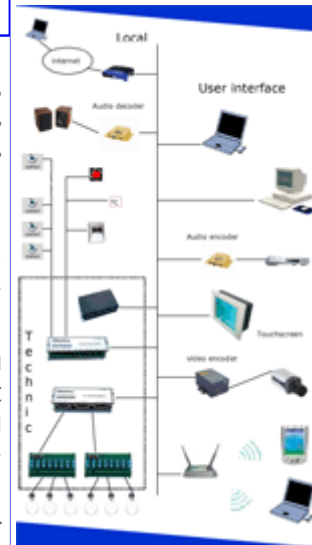 Local
internet
User interface
Audio decoder
Audio encoder
Touchscreen
video encoder
T
e
c
h
n
i
c